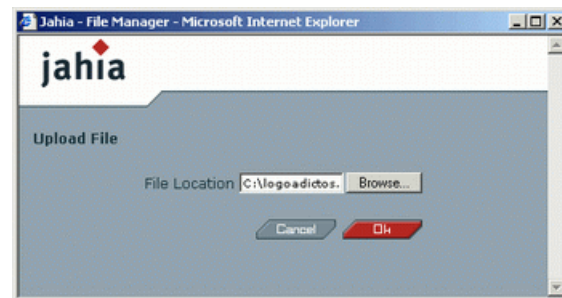 Jahia - File Manager - Microsoft Internet Explorer
jahia
Upload File
File Location C:\logoadictos. Browse...
Cancel Ok